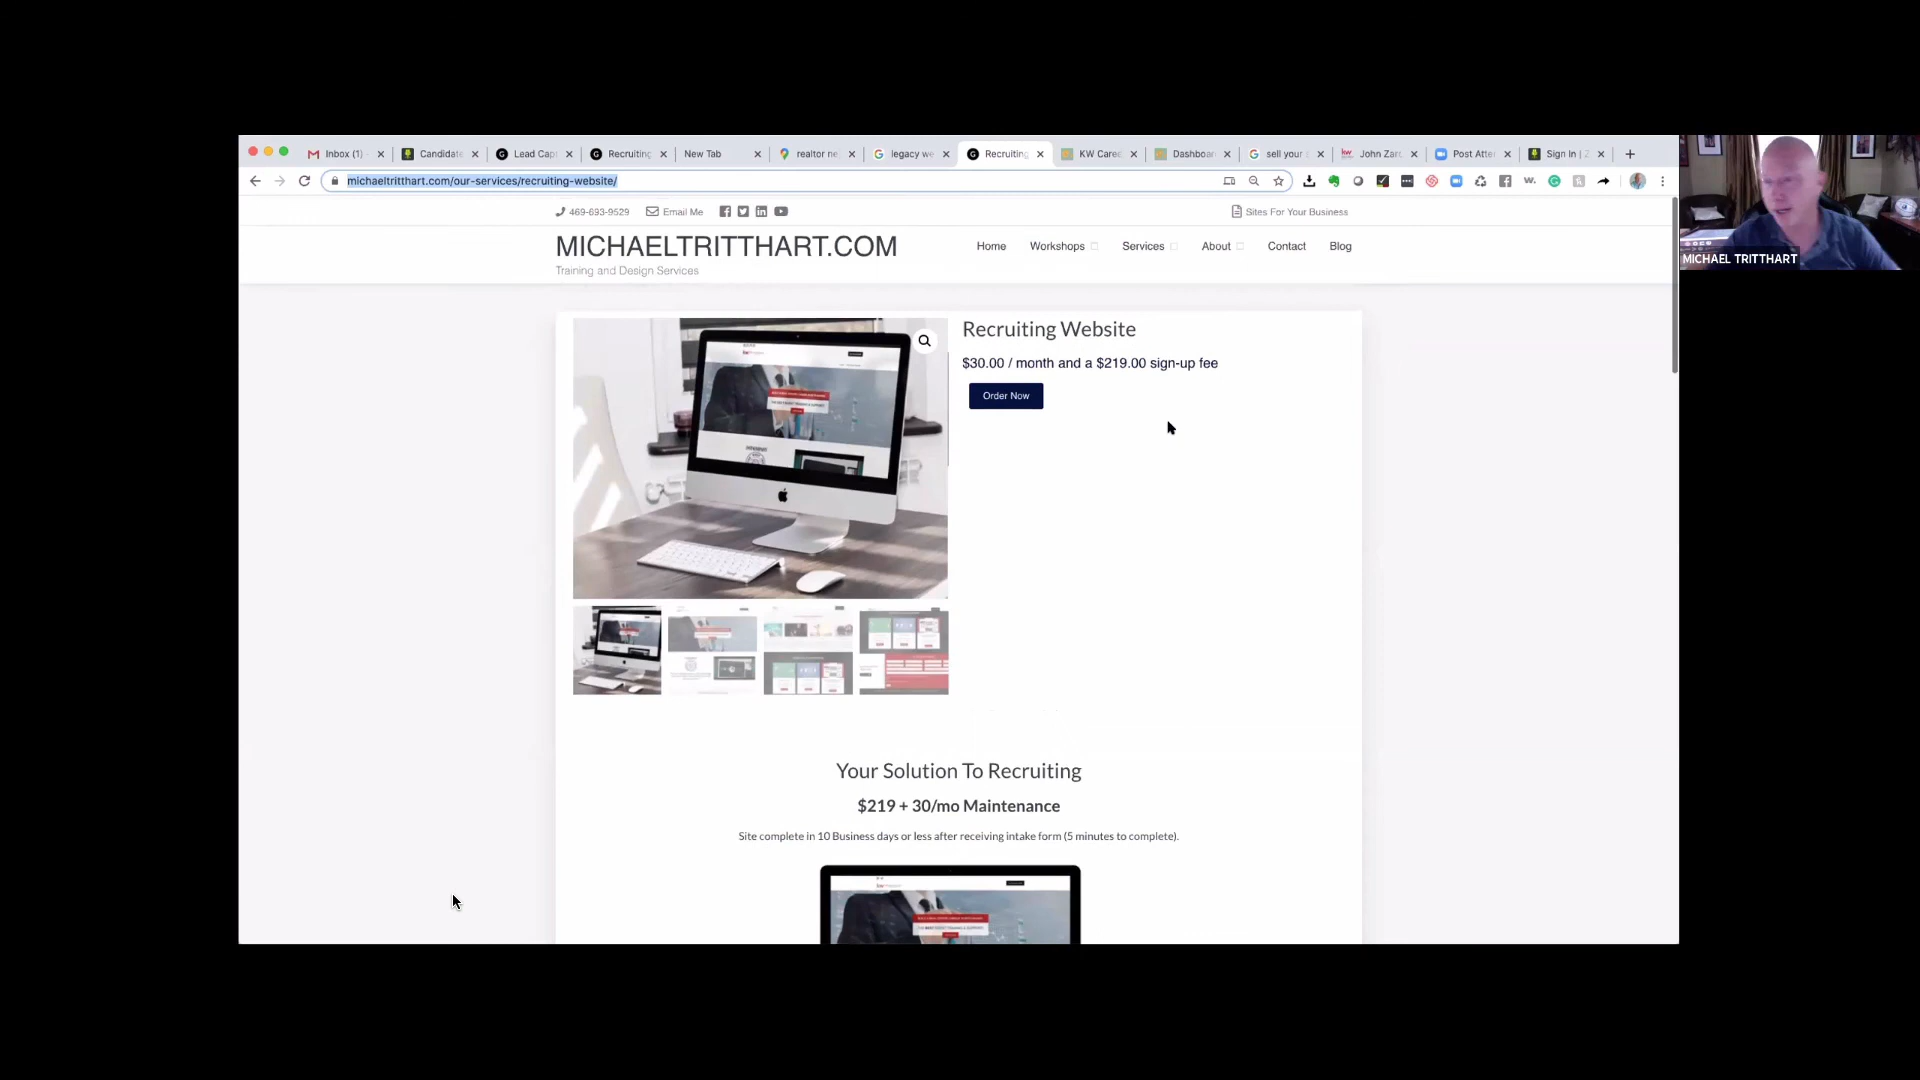 Inbox (1)
Candidate
Lead Cap
Recruiting
New Tab
realtor ne
legacy we
Recruiting
KW Caree
Dashboar
sell your
John Zarc
Post Atte
Sign In | Z
michaeltritthart.com/our-services/recruiting-website/
469-693-9529
Email Me
Sites For Your Business
MICHAELTRITTHART.COM
Training and Design Services
Home
Workshops
Services
About
Contact
Blog
MICHAEL TRITTHART
Recruiting Website
$30.00 / month and a $219.00 sign-up fee
Order Now
Your Solution To Recruiting
$219 + 30/mo Maintenance
Site complete in 10 Business days or less after receiving intake form (5 minutes to complete).